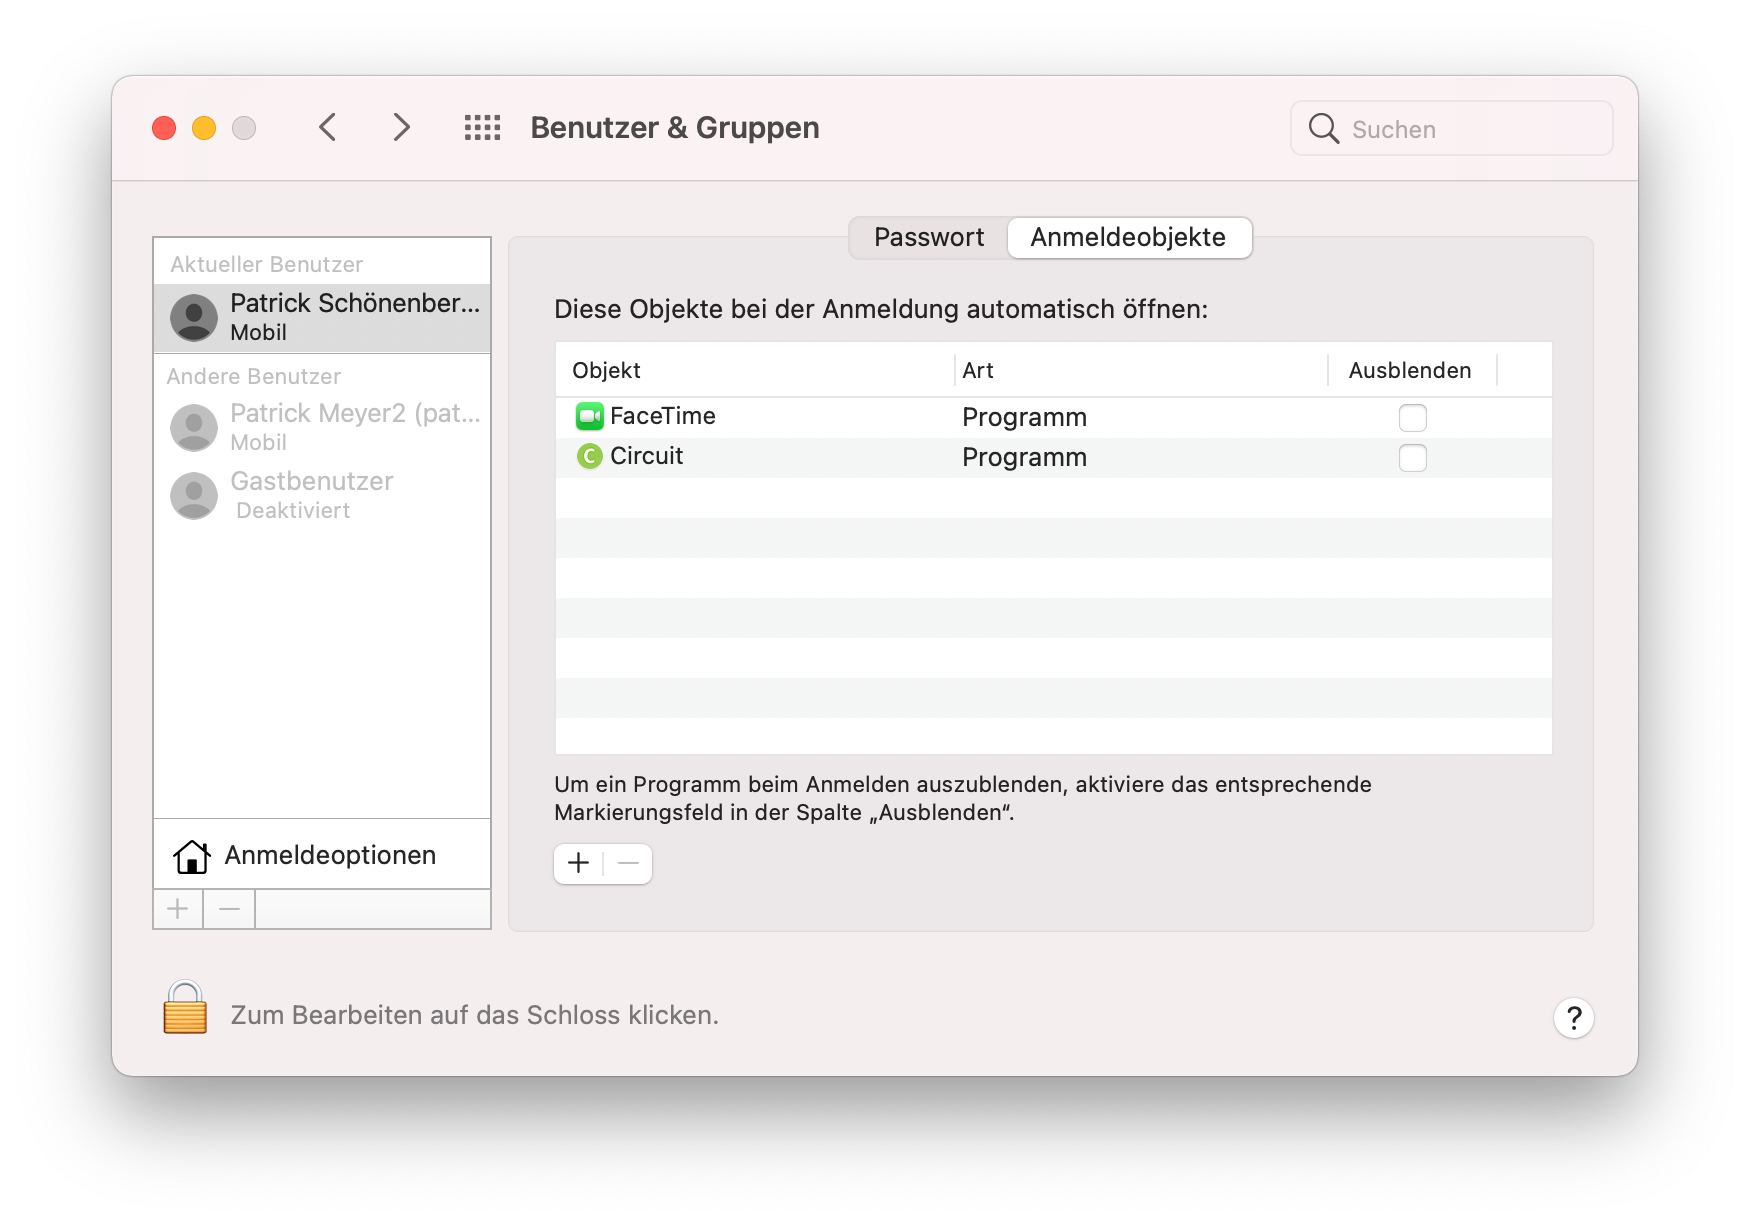 Benutzer & Gruppen
Suchen
Passwort
Anmeldeobjekte
Aktueller Benutzer
Patrick Schönenber...
Mobil
Andere Benutzer
Patrick Meyer2 (pat...
Mobil
Gastbenutzer
Deaktiviert
Anmeldeoptionen
Diese Objekte bei der Anmeldung automatisch öffnen:
Objekt Art Ausblenden
FaceTime Programm
C Circuit Programm
Um ein Programm beim Anmelden auszublenden, aktiviere das entsprechende
Markierungsfeld in der Spalte „Ausblenden“.
Zum Bearbeiten auf das Schloss klicken.
?